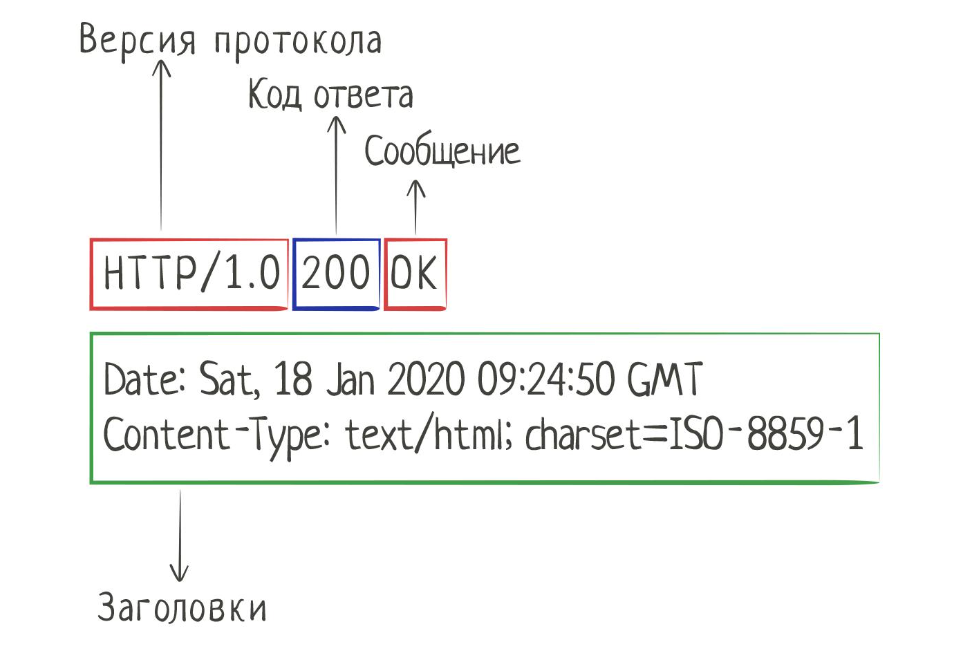 Версия протокола
Код ответа
Сообщение
HTTP/1.0 200 OK
Date: Sat, 18 Jan 2020 09:24:50 GMT
Content-Type: text/html; charset=ISO-8859-1
Заголовки